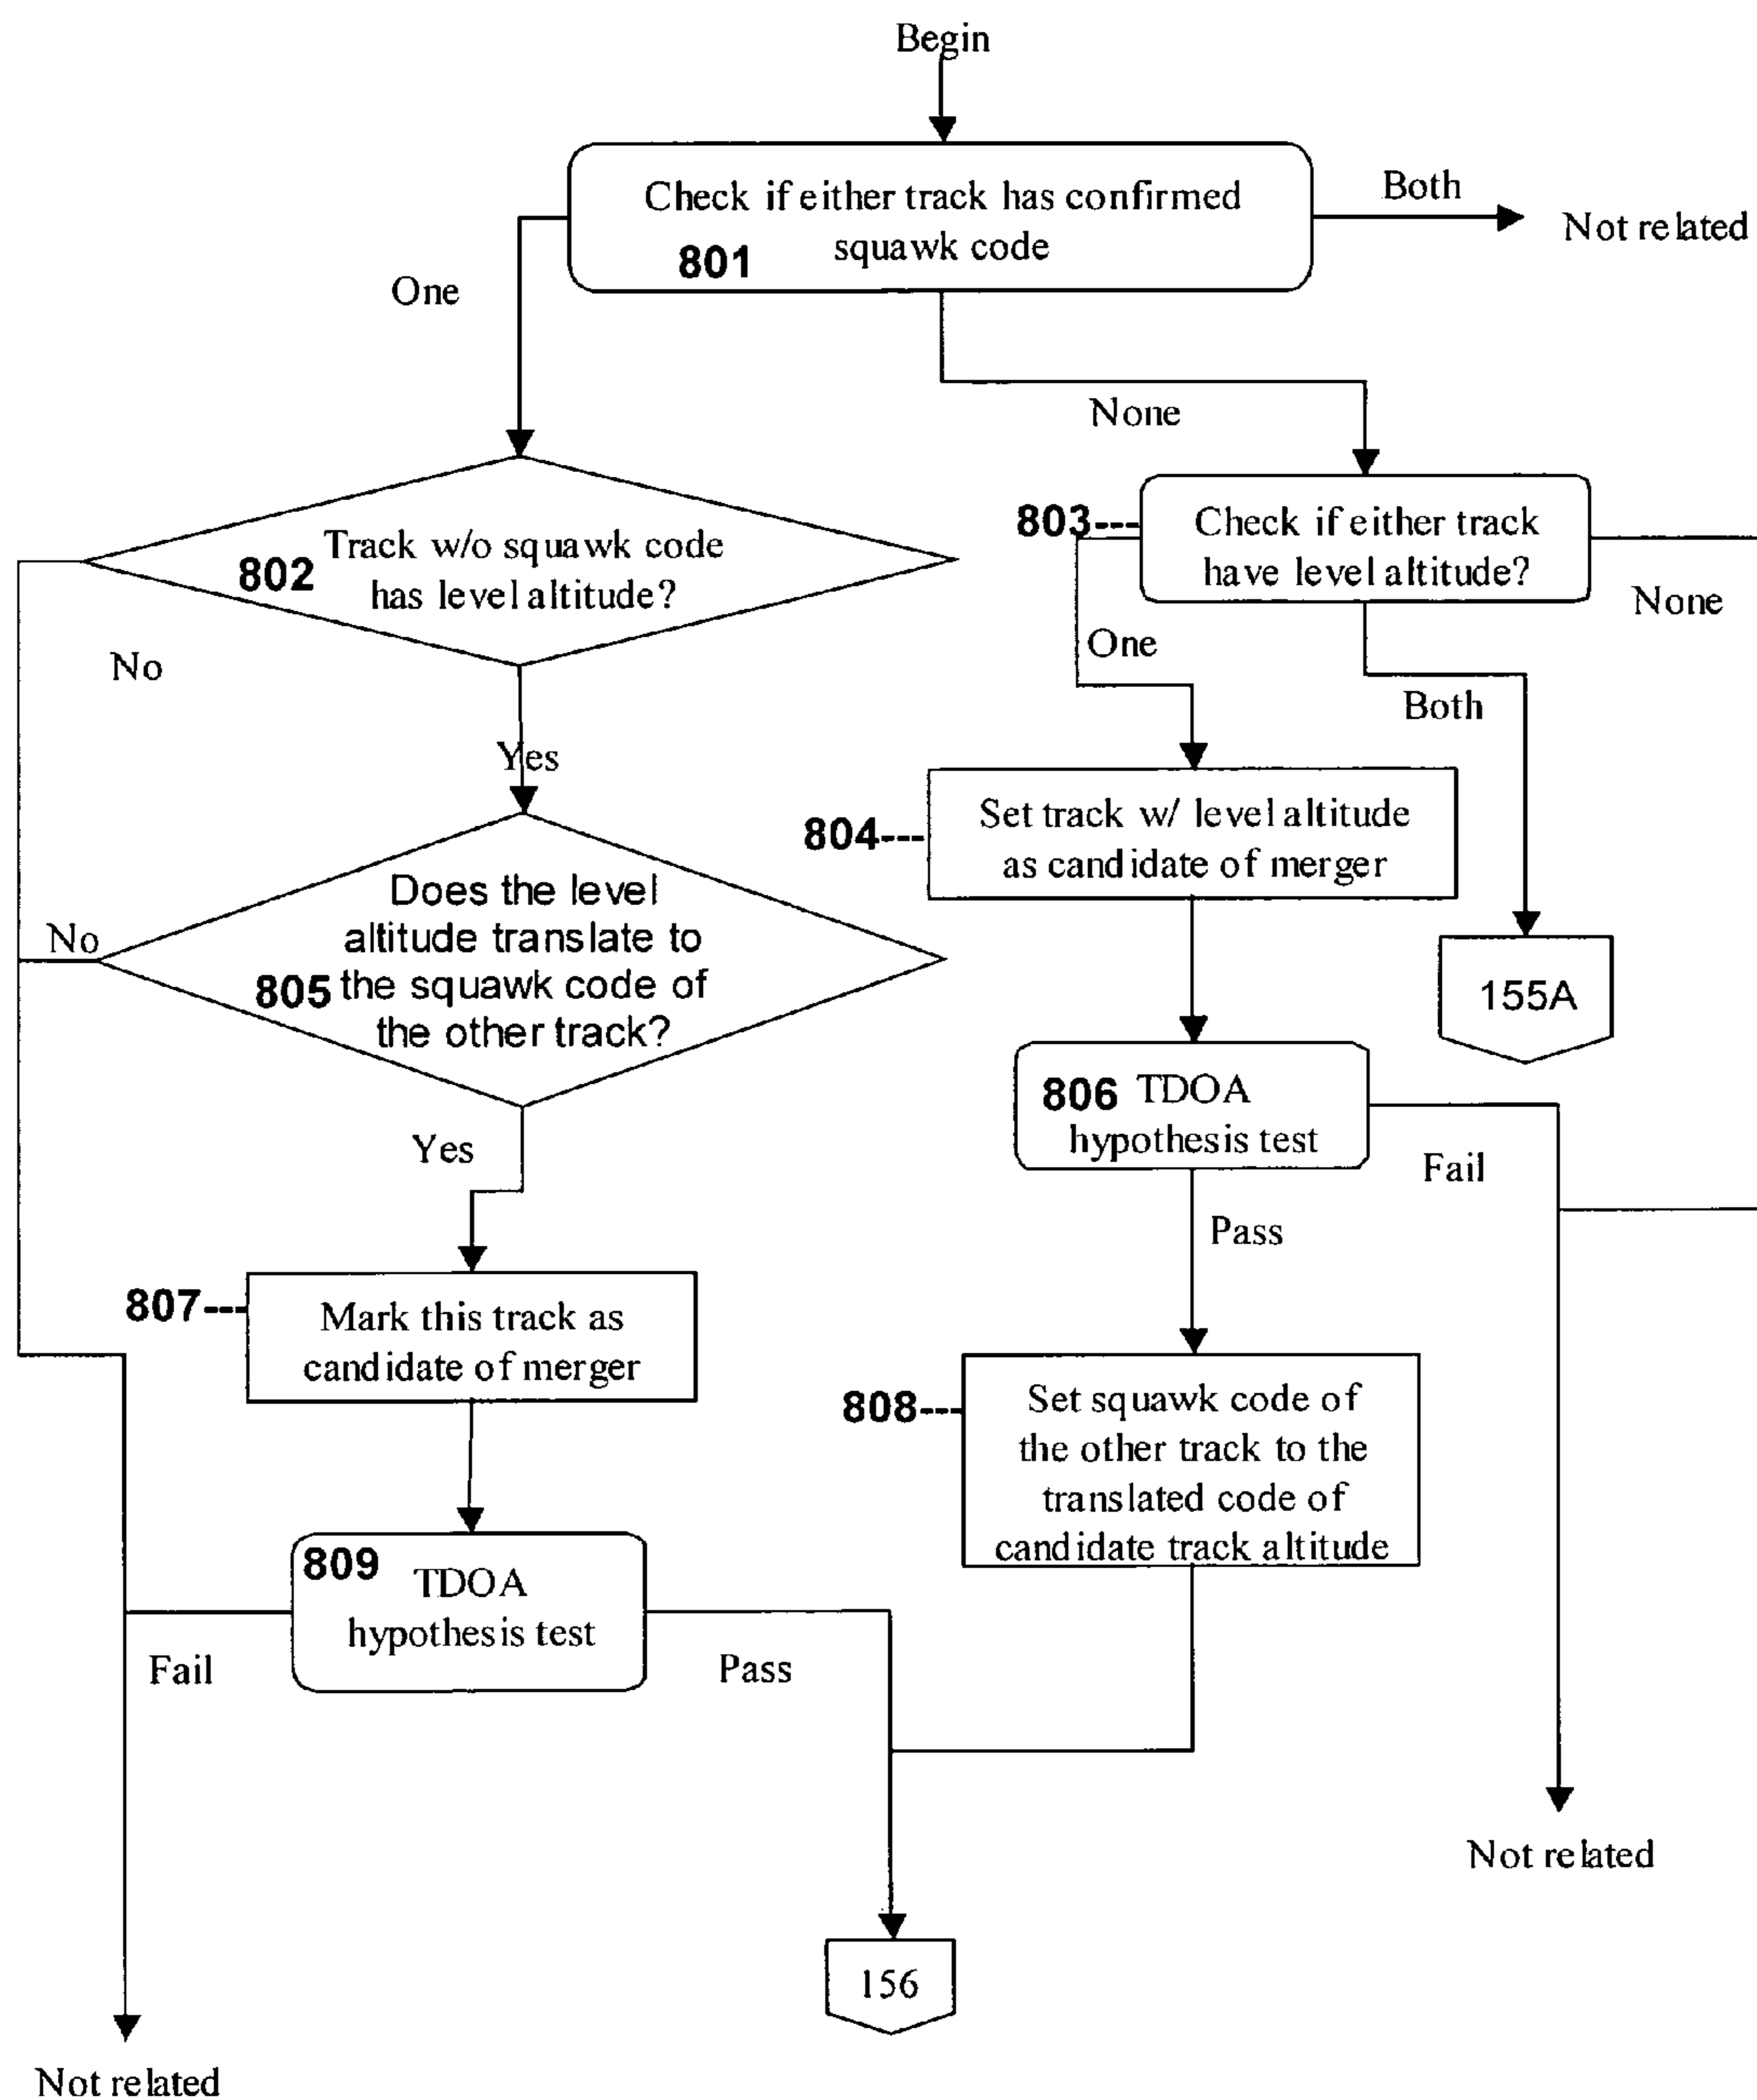 Begin
Check if either track has confirmed
squawk code
801
Both
Not related
One
None
802
Track w/o squawk code
has level altitude?
803---
Check if either track
have level altitude?
None
No
One
Both
Yes
804---
Set track w/ level altitude
as candidate of merger
No
Does the level
altitude translate to
805 the squawk code of
the other track?
155A
806 TDOA
hypothesis test
Yes
Fail
Pass
807---
Mark this track as
candidate of merger
808---
Set squawk code of
the other track to the
translated code of
candidate track altitude
809
TDOA
hypothesis test
Fail
Pass
Not related
156
Not related